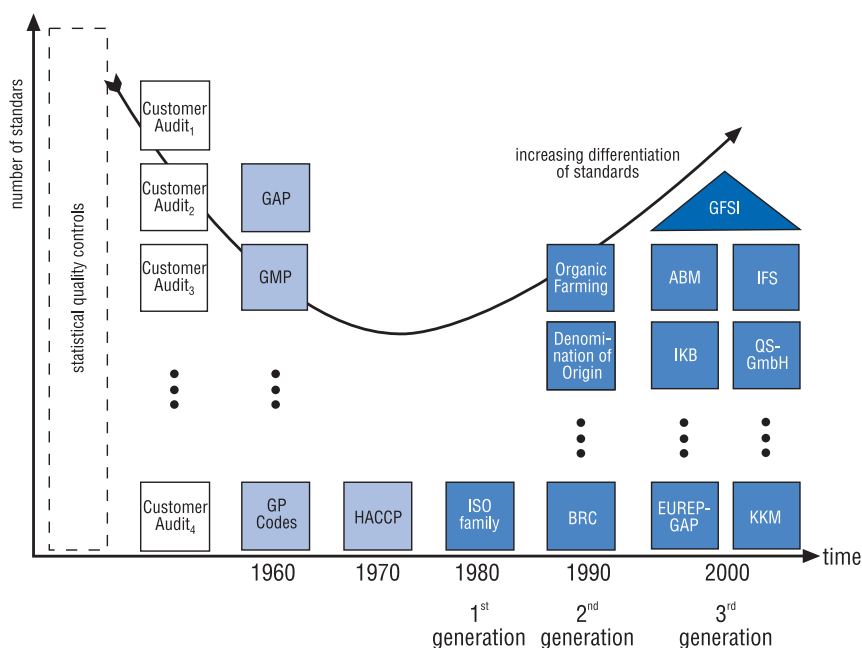 number of standars
statistical quality controls
Customer
Audit₁
Customer
Audit₂
Customer
Audit₃
Customer
Audit₄
GAP
GMP
GP
Codes
HACCP
ISO
family
increasing differentiation
of standards
Organic
Farming
Denomi-
nation of
Origin
BRC
GFSI
ABM
IFS
IKB
QS-
GmbH
EUREP-
GAP
KKM
time
1960
1970
1980
1990
2000
1st
generation
2nd
generation
3rd
generation